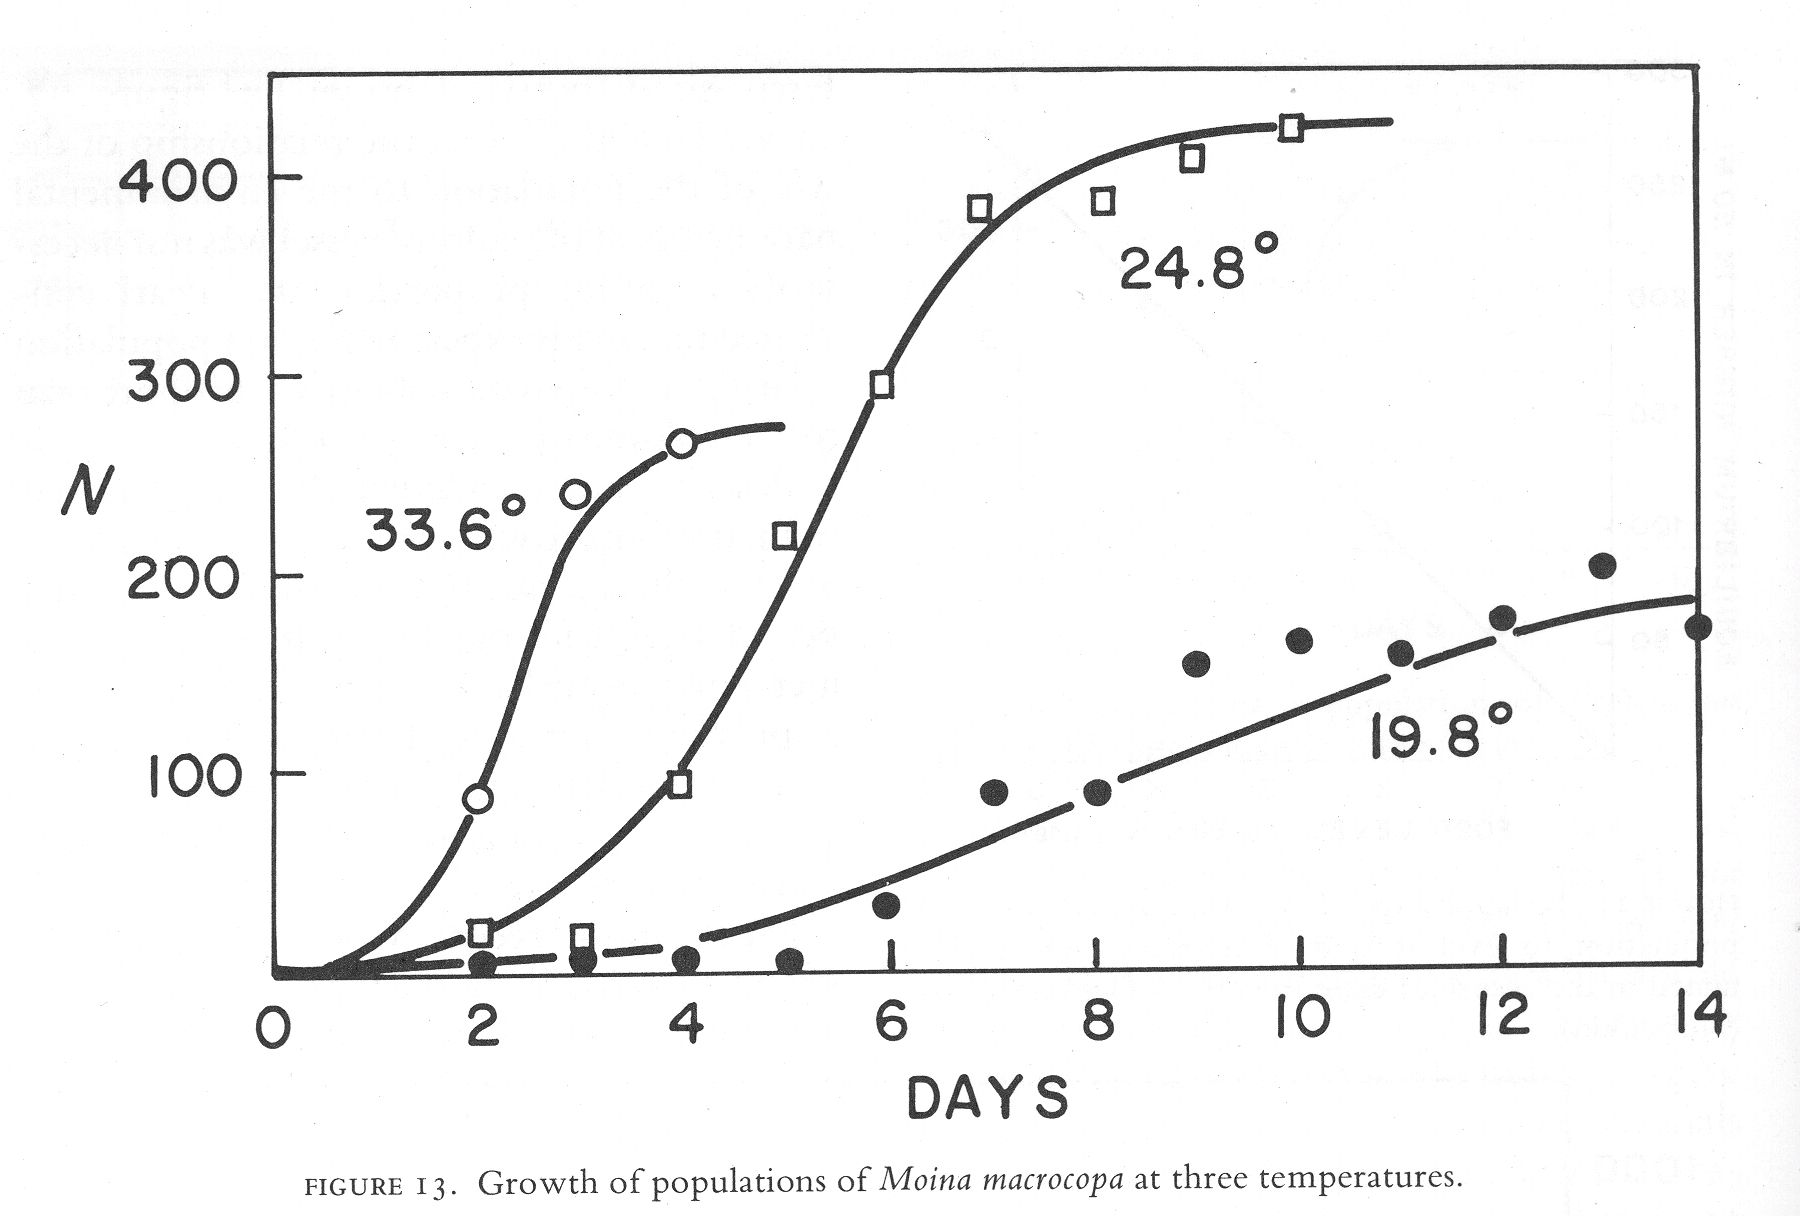 400
300
200
100
N
33.6°
24.8°
19.8°
0 2 4 6 8 10 12 14
DAYS
FIGURE 13. Growth of populations of Moina macrocopa at three temperatures.